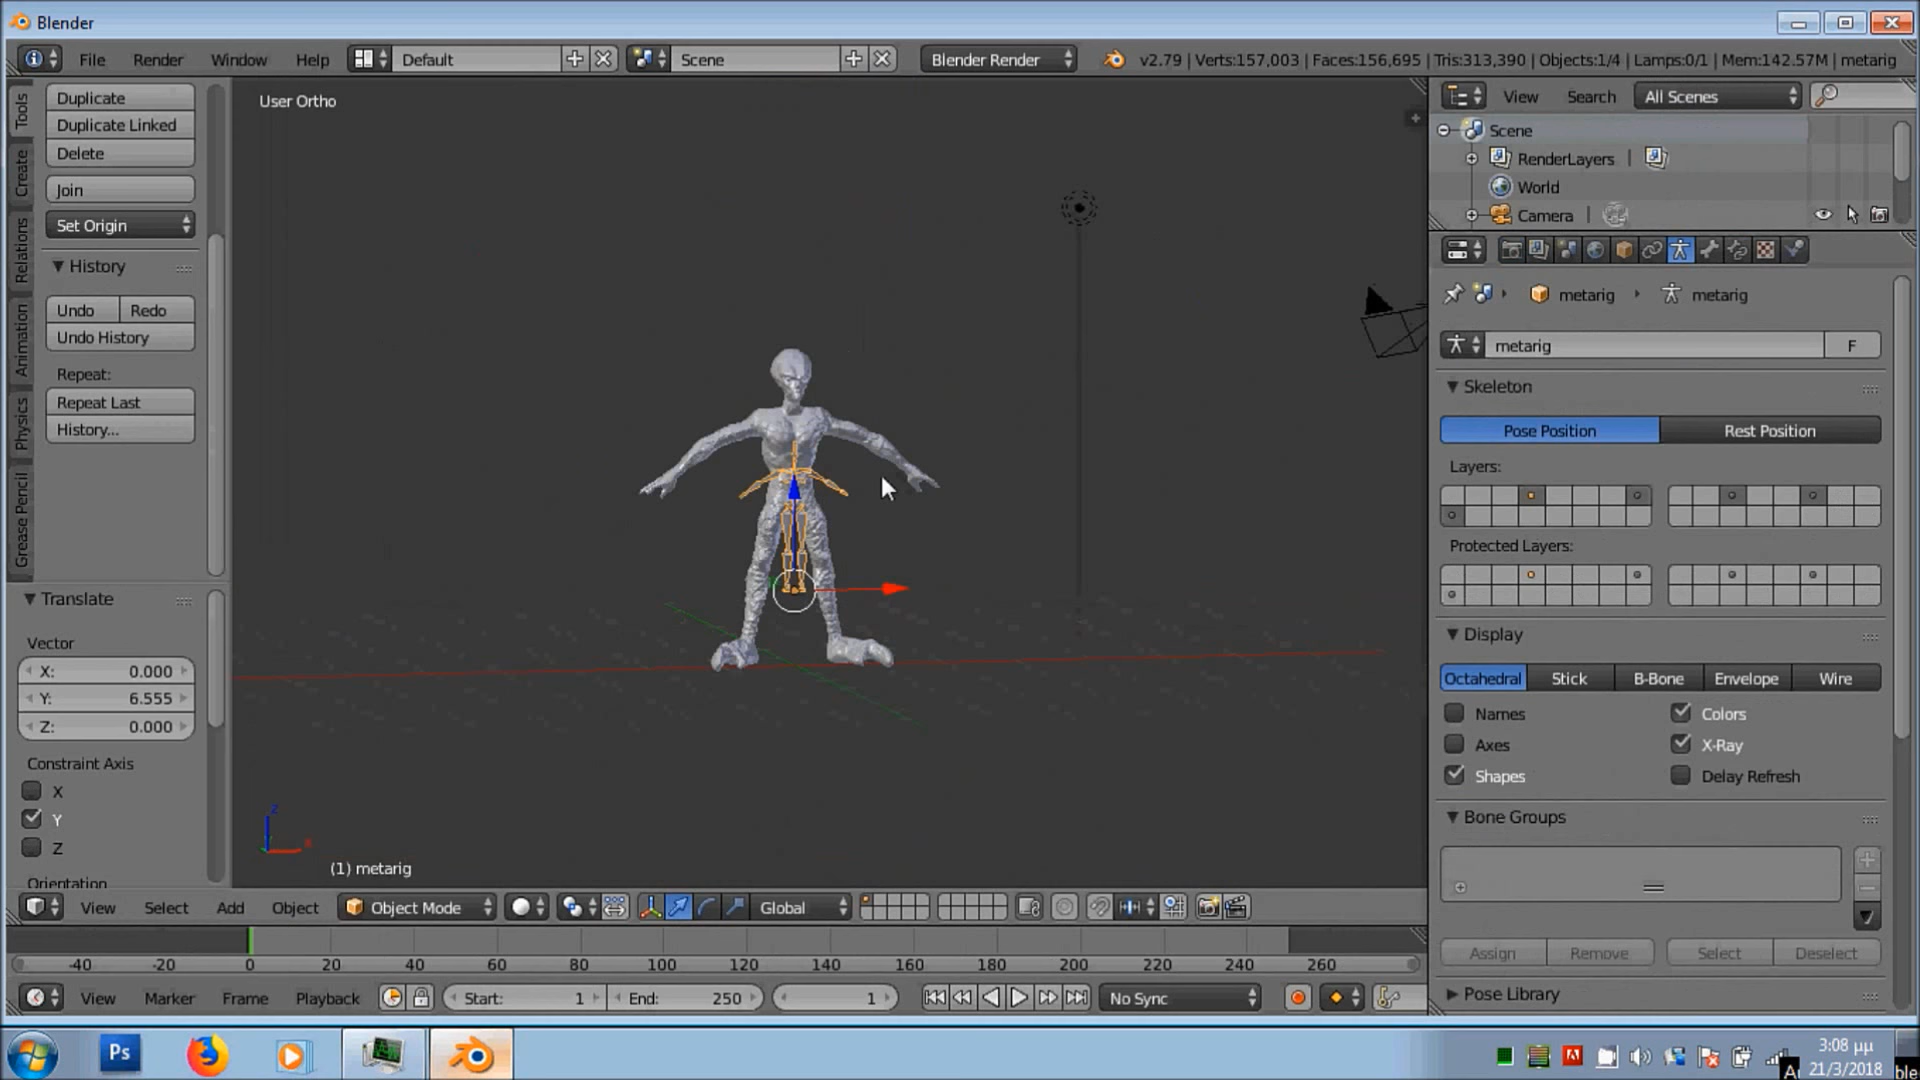 Blender
File Render Window Help Default Scene Blender Render v2.79 | Verts:157,003 | Faces:156,695 | Tris:313,390 | Objects:1/4 | Lamps:0/1 | Mem:142.57M | metarig
Tools
Create
Relations
Animation
Physics
Grease Pencil
Duplicate
Duplicate Linked
Delete
Join
Set Origin
History
Undo Redo
Undo History
Repeat:
Repeat Last
History...
Translate
Vector
X: 0.000
Y: 6.555
Z: 0.000
Constraint Axis
X
Y
Z
Orientation
User Ortho
(1) metarig
View Select Add Object Object Mode Global
-40 -20 0 20 40 60 80 100 120 140 160 180 200 220 240 260
View Marker Frame Playback Start: 1 End: 250 1 No Sync
View Search All Scenes
Scene
RenderLayers |
World
Camera |
metarig metarig
metarig F
Skeleton
Pose Position Rest Position
Layers:
Protected Layers:
Display
Octahedral Stick B-Bone Envelope Wire
Names Colors
Axes X-Ray
Shapes Delay Refresh
Bone Groups
Assign Remove Select Deselect
Pose Library
Ps
3:08 μμ
21/3/2018